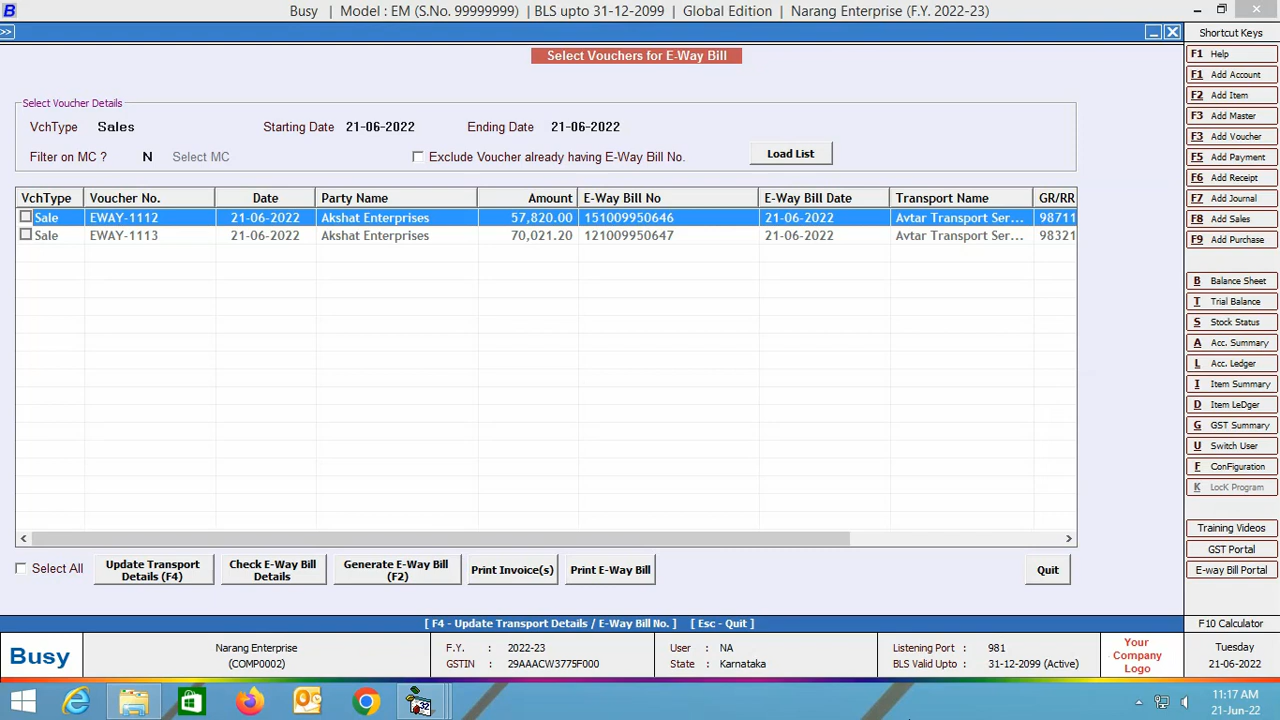 Busy | Model : EM (S.No. 99999999) | BLS upto 31-12-2099 | Global Edition | Narang Enterprise (F.Y. 2022-23)
>>
Select Vouchers for E-Way Bill
Select Voucher Details
VchType Sales Starting Date 21-06-2022 Ending Date 21-06-2022
Filter on MC ? N Select MC Exclude Voucher already having E-Way Bill No. Load List
VchType Voucher No. Date Party Name Amount E-Way Bill No E-Way Bill Date Transport Name GR/RR
Sale EWAY-1112 21-06-2022 Akshat Enterprises 57,820.00 151009950646 21-06-2022 Avtar Transport Ser... 98711
Sale EWAY-1113 21-06-2022 Akshat Enterprises 70,021.20 121009950647 21-06-2022 Avtar Transport Ser... 98321
Select All
Update Transport Details (F4)
Check E-Way Bill Details
Generate E-Way Bill (F2)
Print Invoice(s)
Print E-Way Bill
Quit
[ F4 - Update Transport Details / E-Way Bill No. ] [ Esc - Quit ]
Shortcut Keys
F1 Help
F1 Add Account
F2 Add Item
F3 Add Master
F3 Add Voucher
F5 Add Payment
F6 Add Receipt
F7 Add Journal
F8 Add Sales
F9 Add Purchase
B Balance Sheet
T Trial Balance
S Stock Status
A Acc. Summary
L Acc. Ledger
I Item Summary
D Item LeDger
G GST Summary
U Switch User
F ConFiguration
K LocK Program
Training Videos
GST Portal
E-way Bill Portal
F10 Calculator
Busy
Narang Enterprise
(COMP0002)
F.Y. : 2022-23
GSTIN : 29AAACW3775F000
User : NA
State : Karnataka
Listening Port : 981
BLS Valid Upto : 31-12-2099 (Active)
Your
Company
Logo
Tuesday
21-06-2022
11:17 AM
21-Jun-22